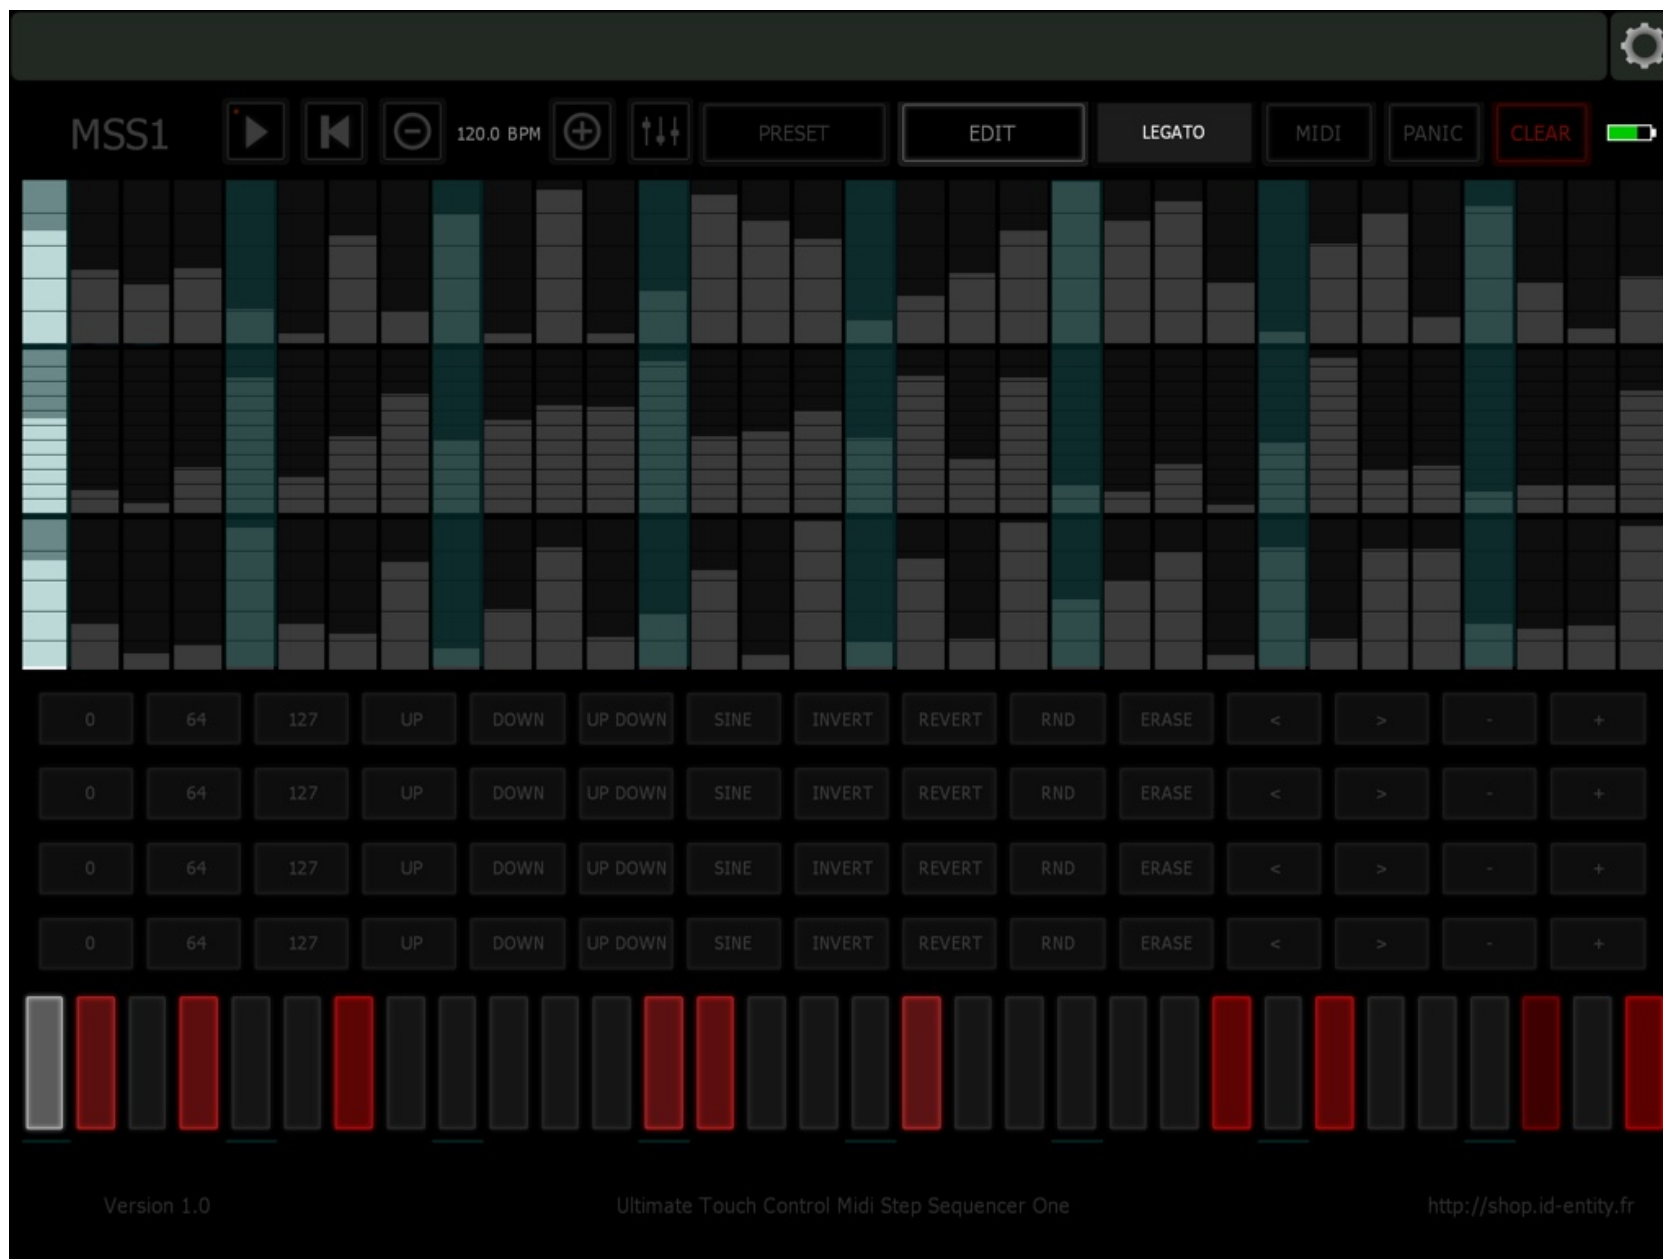 MSS1 120.0 BPM PRESET EDIT LEGATO MIDI PANIC CLEAR
0 64 127 UP DOWN UP DOWN SINE INVERT REVERT RND ERASE < > - +
0 64 127 UP DOWN UP DOWN SINE INVERT REVERT RND ERASE < > - +
0 64 127 UP DOWN UP DOWN SINE INVERT REVERT RND ERASE < > - +
0 64 127 UP DOWN UP DOWN SINE INVERT REVERT RND ERASE < > - +
Version 1.0 Ultimate Touch Control Midi Step Sequencer One http://shop.id-entity.fr